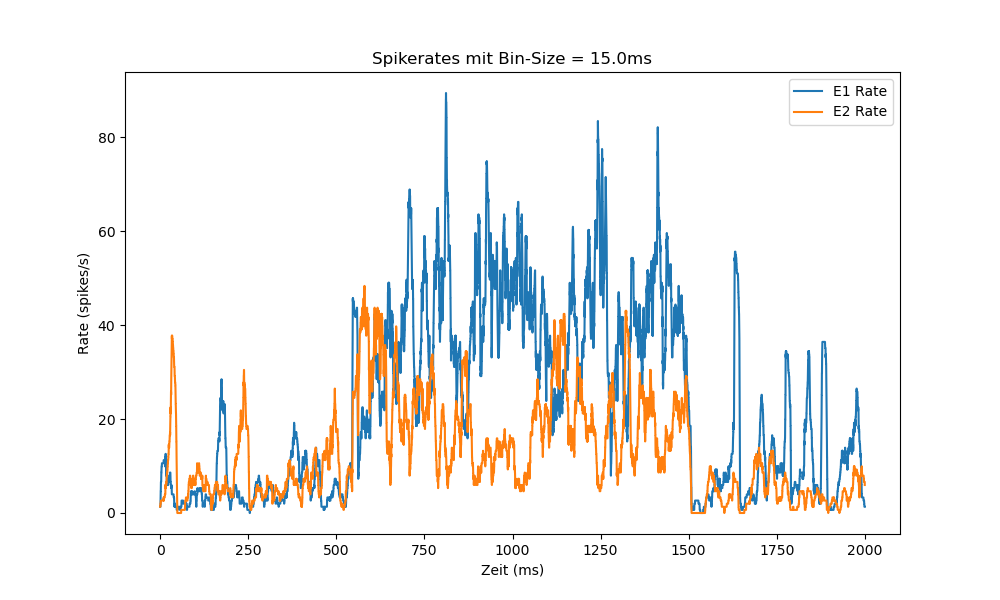 Spikerates mit Bin-Size = 15.0ms
E1 Rate
E2 Rate
80
60
40
20
0
Rate (spikes/s)
0 250 500 750 1000 1250 1500 1750 2000
Zeit (ms)